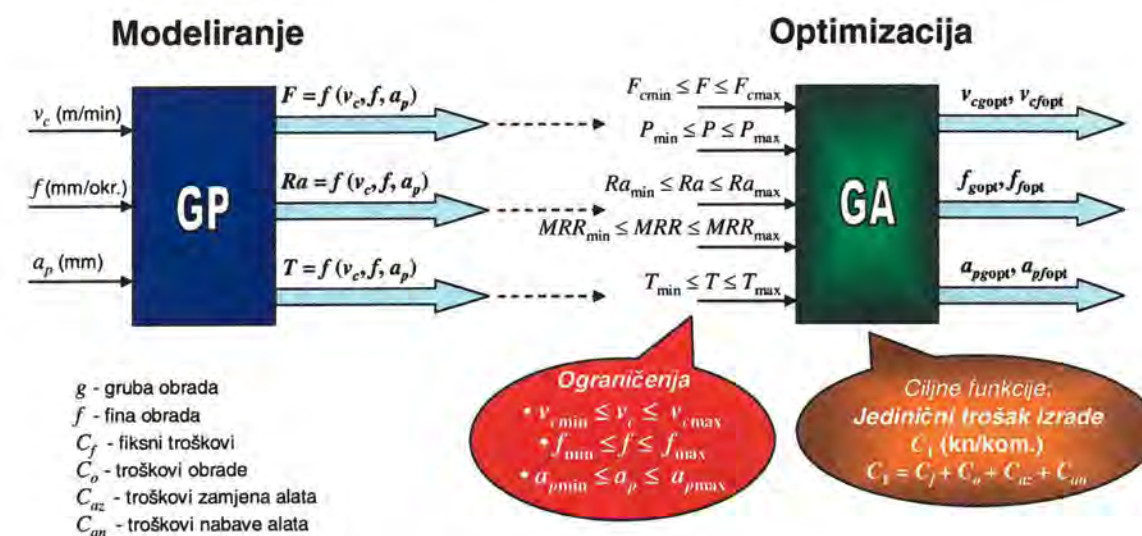 Modeliranje
v_c (m/min)
f (mm/okr.)
a_p (mm)
GP
F = f (v_c, f, a_p)
Ra = f (v_c, f, a_p)
T = f (v_c, f, a_p)
g - gruba obrada
f - fina obrada
C_f - fiksni troškovi
C_o - troškovi obrade
C_az - troškovi zamjena alata
C_an - troškovi nabave alata
Optimizacija
F_cmin ≤ F ≤ F_cmax
P_min ≤ P ≤ P_max
Ra_min ≤ Ra ≤ Ra_max
MRR_min ≤ MRR ≤ MRR_max
T_min ≤ T ≤ T_max
GA
v_cgopt, v_cfopt
f_gopt, f_fopt
a_pgopt, a_pfopt
Ograničenja
• v_cmin ≤ v_c ≤ v_cmax
• f_min ≤ f ≤ f_max
• a_pmin ≤ a_p ≤ a_pmax
Ciljne funkcije:
Jedinični trošak izrade
C_1 (kn/kom.)
C_1 = C_f + C_o + C_az + C_an